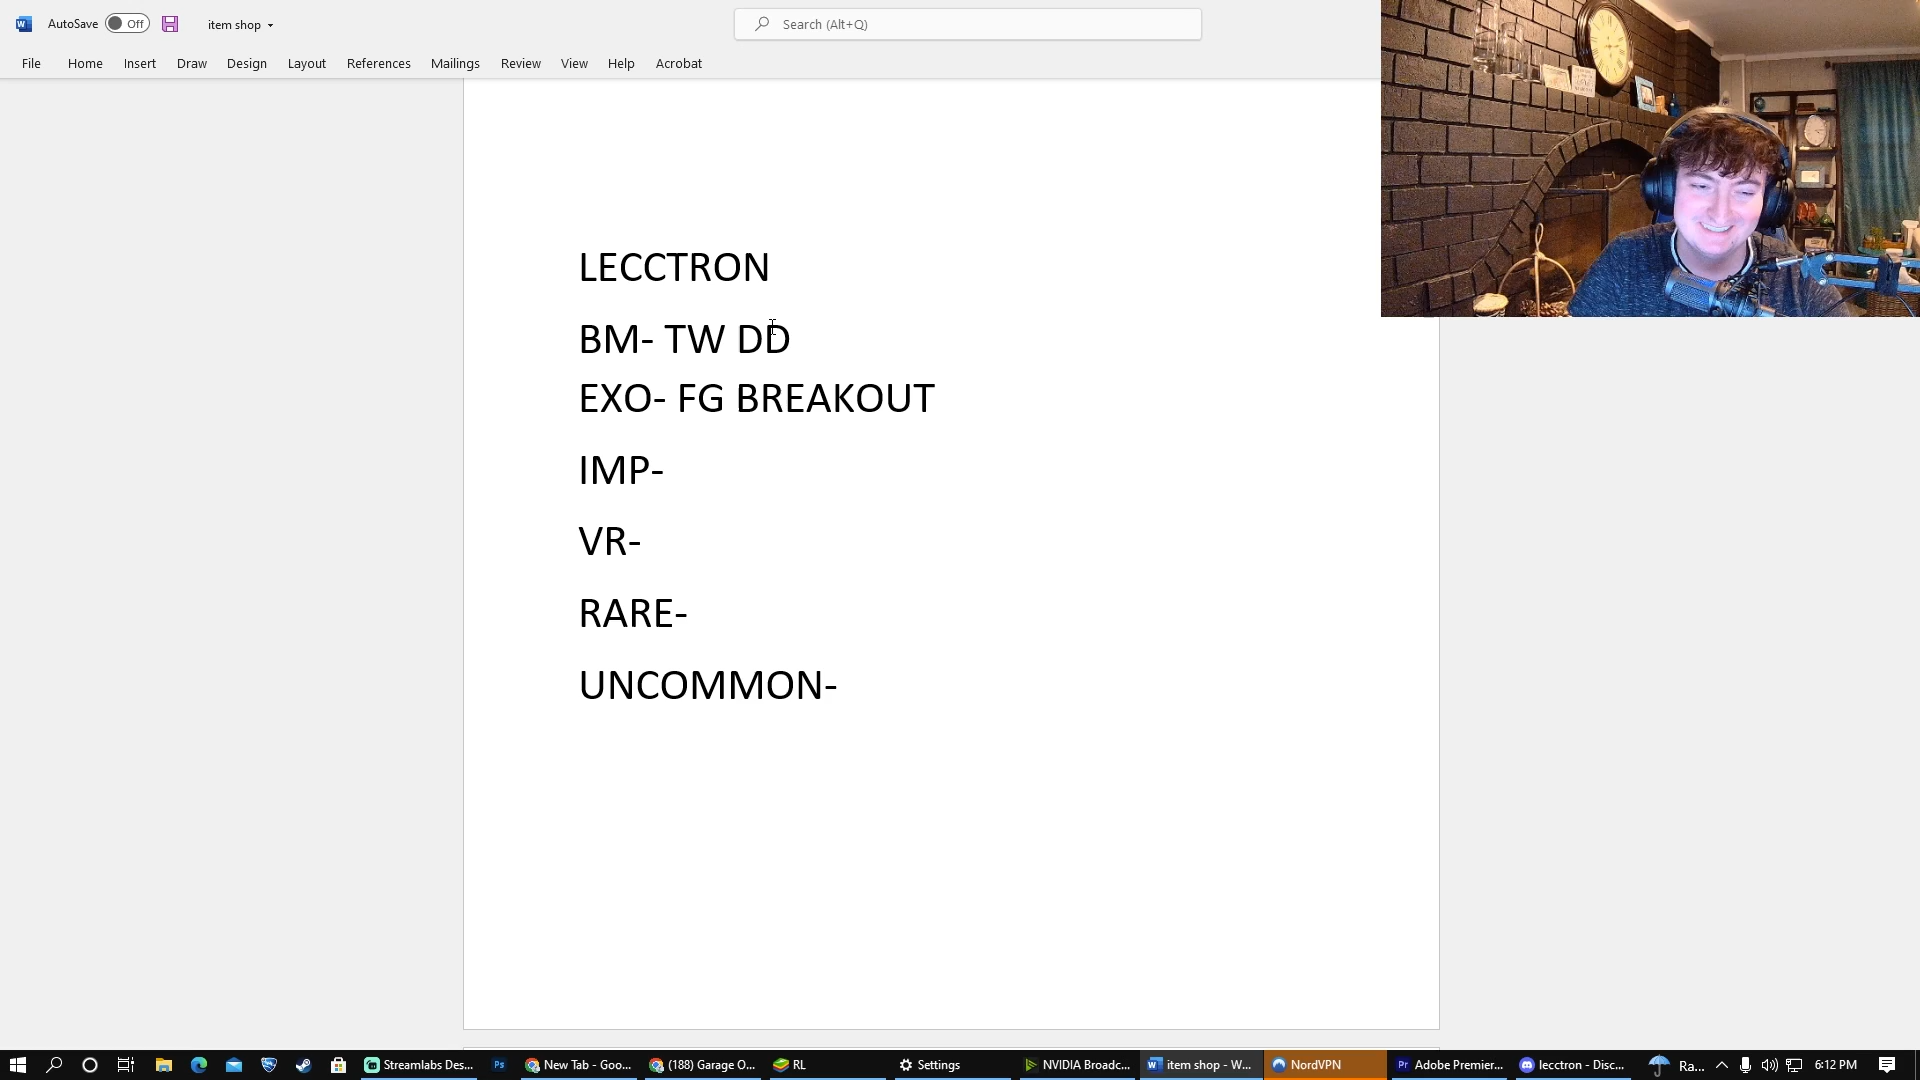 AutoSave Off item shop Search (Alt+Q)
File Home Insert Draw Design Layout References Mailings Review View Help Acrobat
LECCTRON
BM- TW DD
EXO- FG BREAKOUT
IMP-
VR-
RARE-
UNCOMMON-
Streamlabs Des... New Tab - Goo... (188) Garage O... RL Settings NVIDIA Broadc... item shop - W... NordVPN Adobe Premier... lecctron - Disc... Ra... 6:12 PM